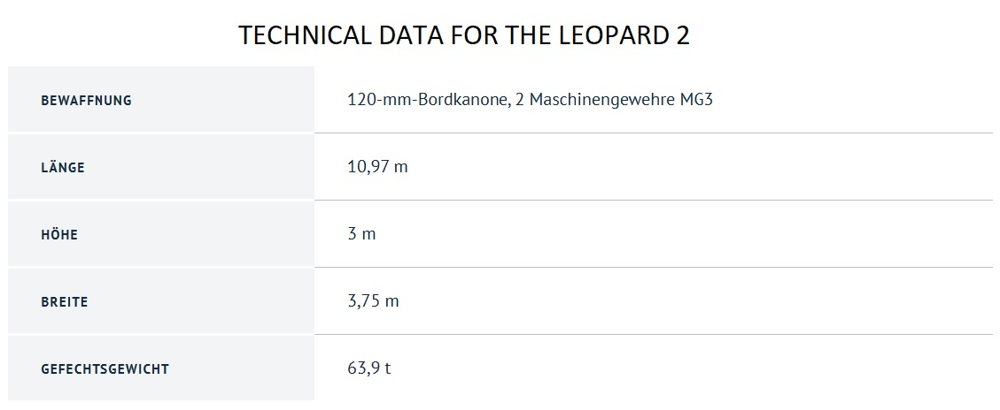 TECHNICAL DATA FOR THE LEOPARD 2
BEWAFFNUNG 120-mm-Bordkanone, 2 Maschinengewehre MG3
LÄNGE 10,97 m
HÖHE 3 m
BREITE 3,75 m
GEFECHTSGEWICHT 63,9 t